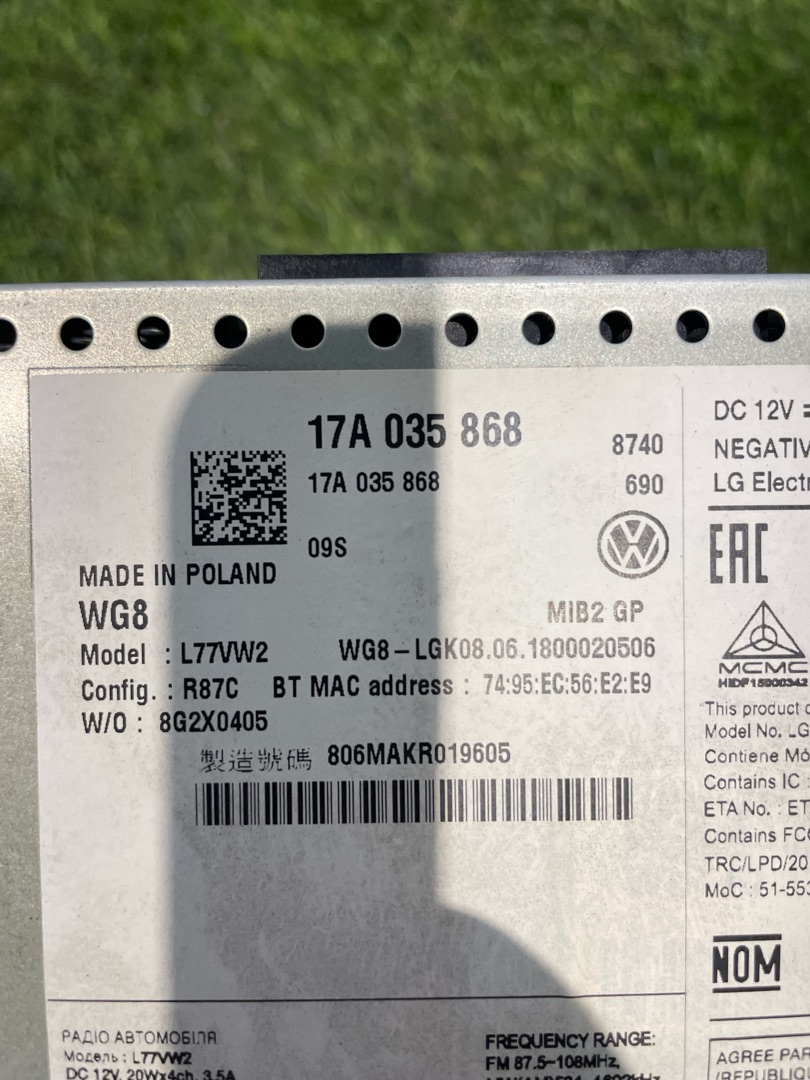 17A 035 868
8740
17A 035 868
690
09S
MADE IN POLAND
WG8
MIB2 GP
Model : L77VW2
WG8-LGK08.06.1800020506
Config. : R87C
BT MAC address : 74:95:EC:56:E2:E9
W/O : 8G2X0405
製造號碼 806MAKR019605
РАДІО АВТОМОБІЛЯ
Модель : L77VW2
DC 12V, 20Wx4ch, 3.5A
FREQUENCY RANGE:
FM 87.5~108MHz,
DC 12V
NEGATIV
LG Electr
EAC
MCMC
HIDF15000342
"This product
Model No. LG
Contiene Mó
Contains IC :
ETA No. : ET
Contains FC
TRC/LPD/20
MoC : 51-553
NOM
AGREE PAR
(REPUBLIQ